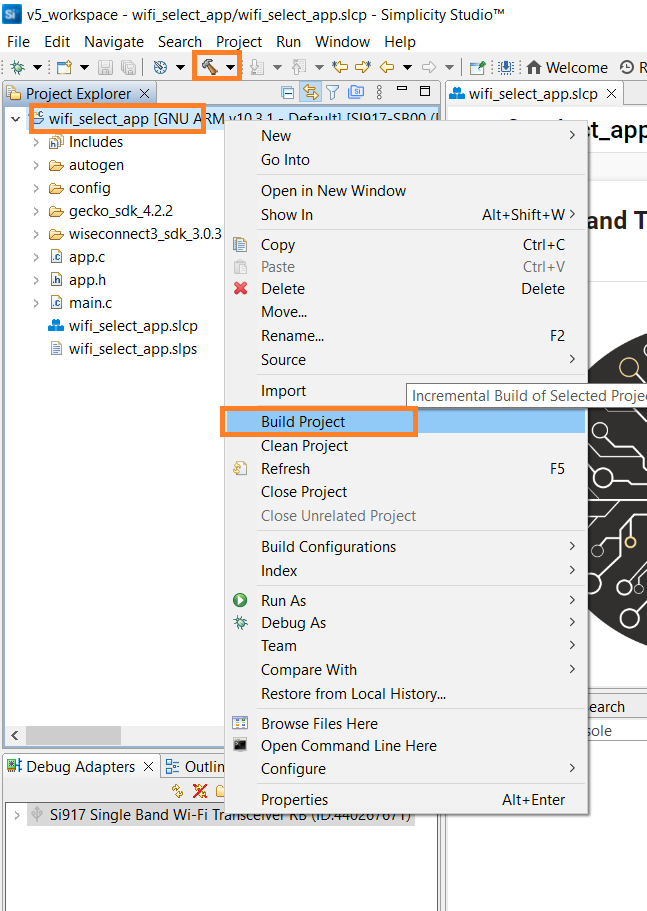 v5_workspace - wifi_select_app/wifi_select_app.slcp - Simplicity Studio™
File Edit Navigate Search Project Run Window Help
Welcome
Project Explorer
wifi_select_app.slcp
wifi_select_app [GNU ARM v10.3.1 - Default] [SI917-SB00
Includes
autogen
config
gecko_sdk_4.2.2
wiseconnect3_sdk_3.0.3
app.c
app.h
main.c
wifi_select_app.slcp
wifi_select_app.slps
New
Go Into
Open in New Window
Show In Alt+Shift+W
Copy Ctrl+C
Paste Ctrl+V
Delete Delete
Move...
Rename... F2
Source
Import
Incremental Build of Selected Projec
Build Project
Clean Project
Refresh F5
Close Project
Close Unrelated Project
Build Configurations
Index
Run As
Debug As
Team
Compare With
Restore from Local History...
Browse Files Here
Open Command Line Here
Configure
Properties Alt+Enter
ct_app
and T
earch
sole
Debug Adapters
Outlin
Si917 Single Band Wi-Fi Transceiver RB (ID:440267671)